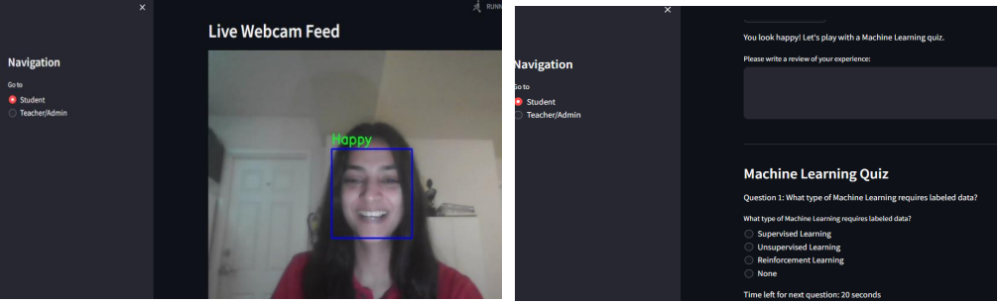 RUNN
Live Webcam Feed
Navigation
Go to
Student
Teacher/Admin
Happy
Navigation
Go to
Student
Teacher/Admin
You look happy! Let's play with a Machine Learning quiz.
Please write a review of your experience:
Machine Learning Quiz
Question 1: What type of Machine Learning requires labeled data?
What type of Machine Learning requires labeled data?
Supervised Learning
Unsupervised Learning
Reinforcement Learning
None
Time left for next question: 20 seconds